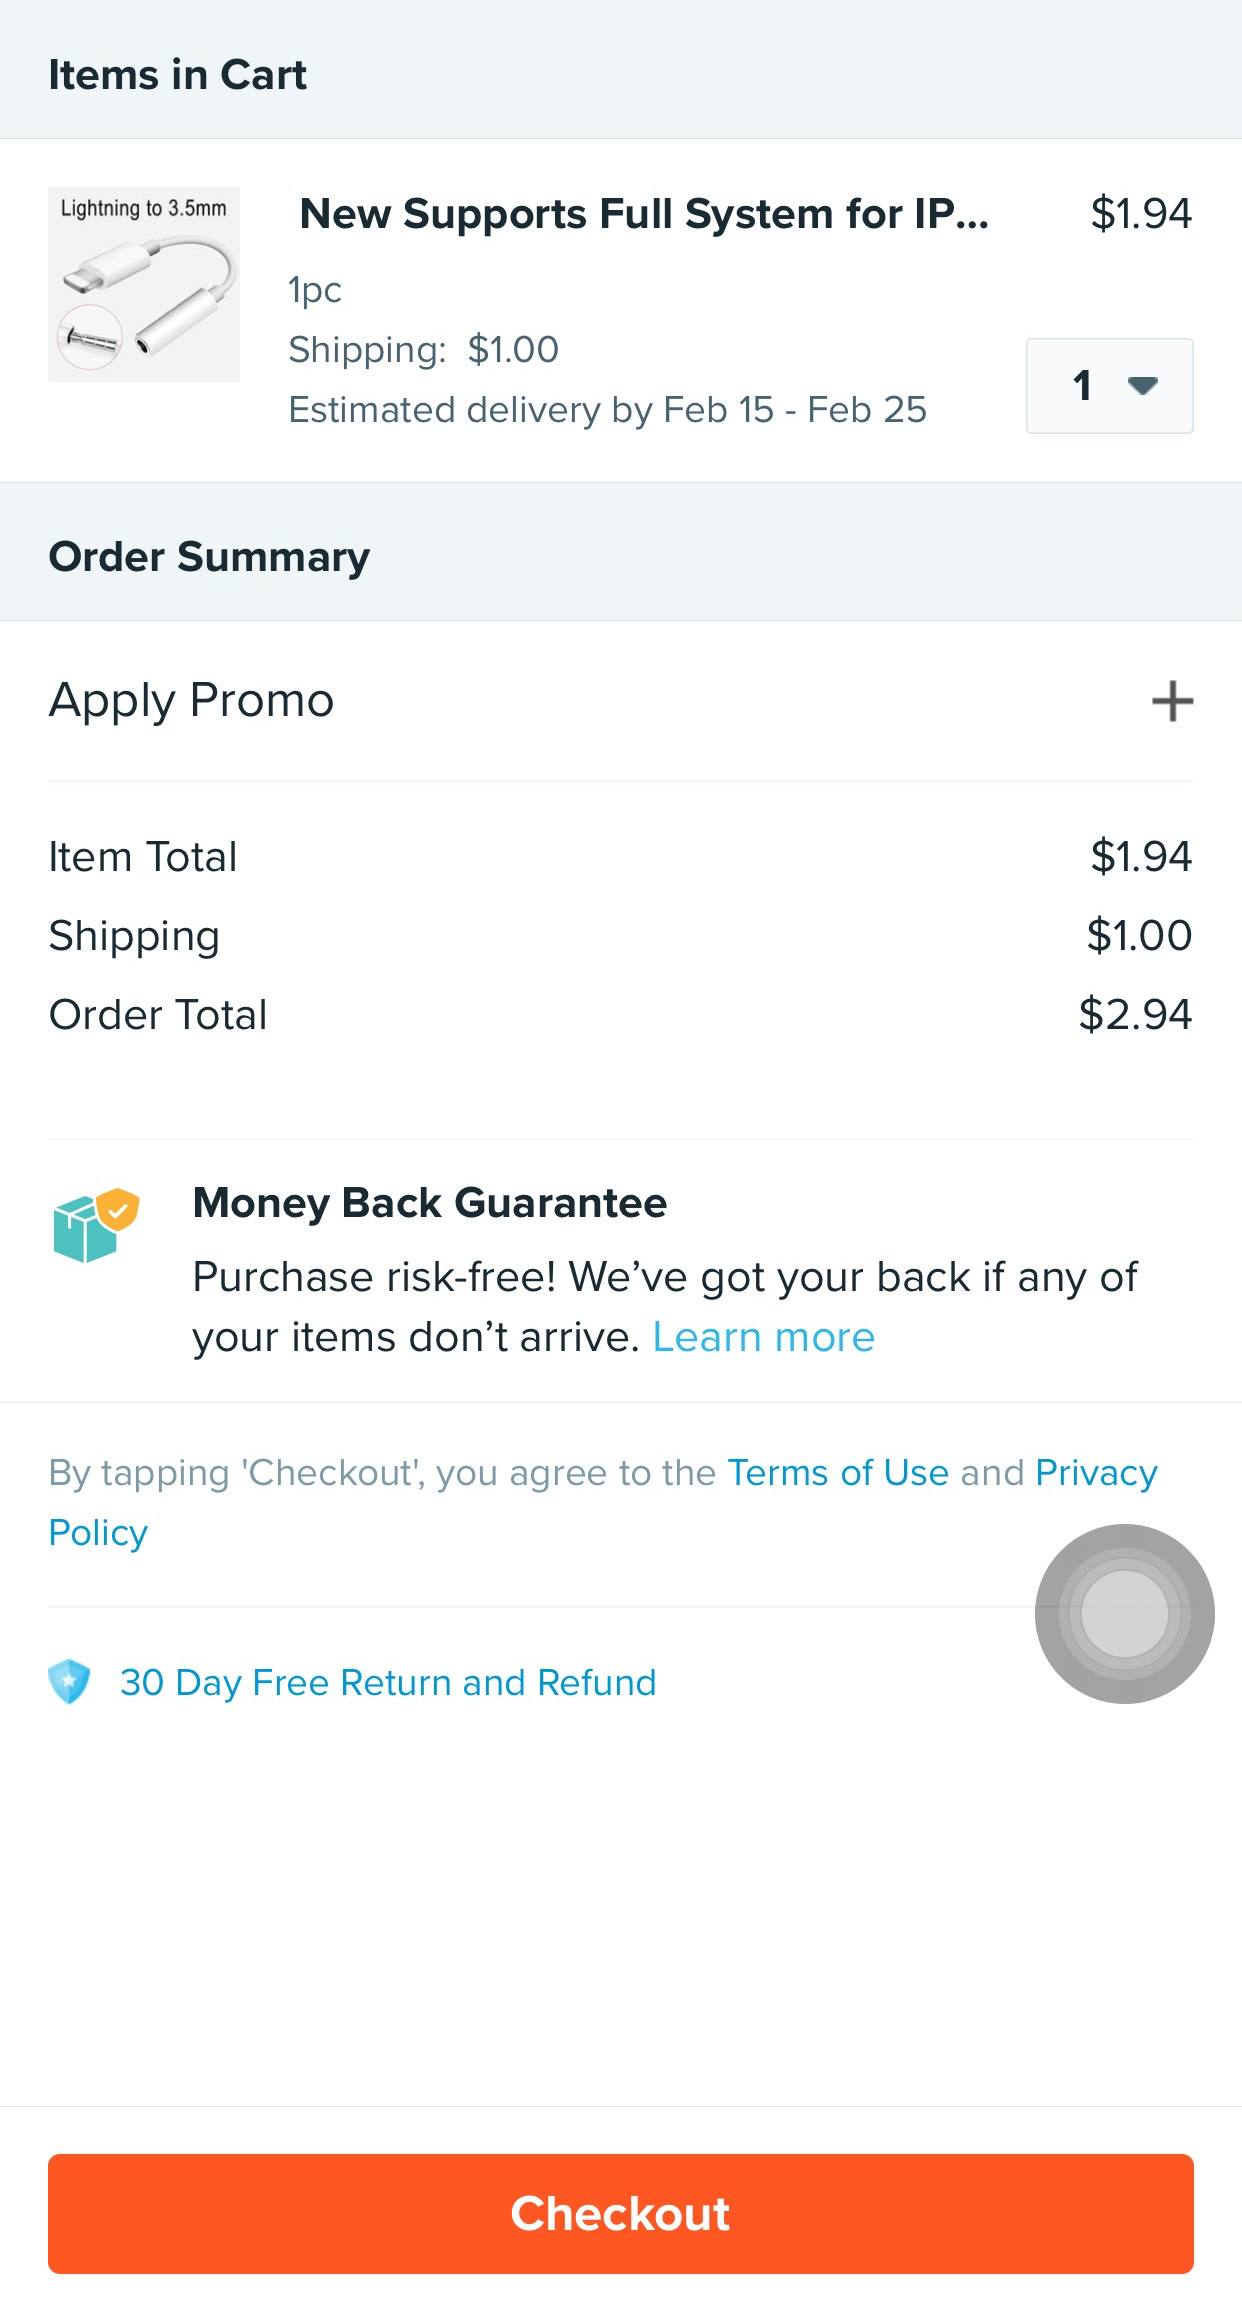 Items in Cart
Lightning to 3.5mm
New Supports Full System for IP...
$1.94
1pc
Shipping: $1.00
Estimated delivery by Feb 15 - Feb 25
1
Order Summary
Apply Promo
Item Total $1.94
Shipping $1.00
Order Total $2.94
Money Back Guarantee
Purchase risk-free! We’ve got your back if any of
your items don’t arrive. Learn more
By tapping 'Checkout', you agree to the Terms of Use and Privacy
Policy
30 Day Free Return and Refund
Checkout